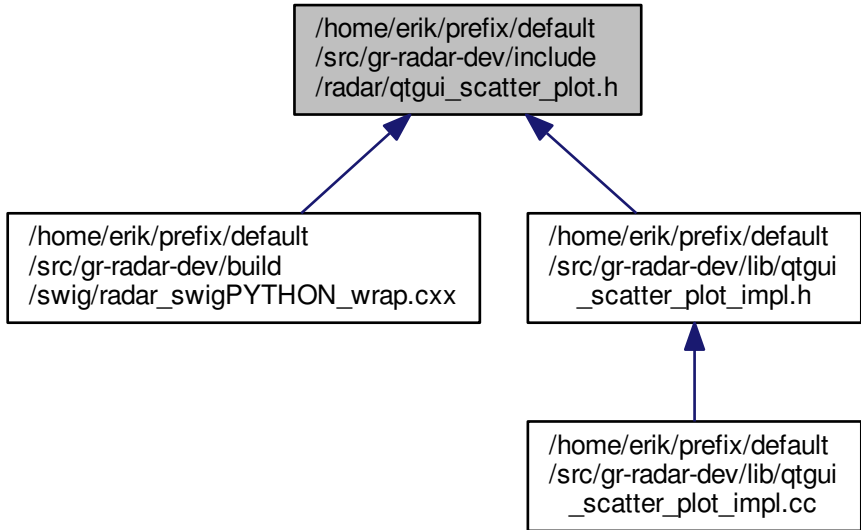 /home/erik/prefix/default
/src/gr-radar-dev/include
/radar/qtgui_scatter_plot.h
/home/erik/prefix/default
/src/gr-radar-dev/build
/swig/radar_swigPYTHON_wrap.cxx
/home/erik/prefix/default
/src/gr-radar-dev/lib/qtgui
_scatter_plot_impl.h
/home/erik/prefix/default
/src/gr-radar-dev/lib/qtgui
_scatter_plot_impl.cc